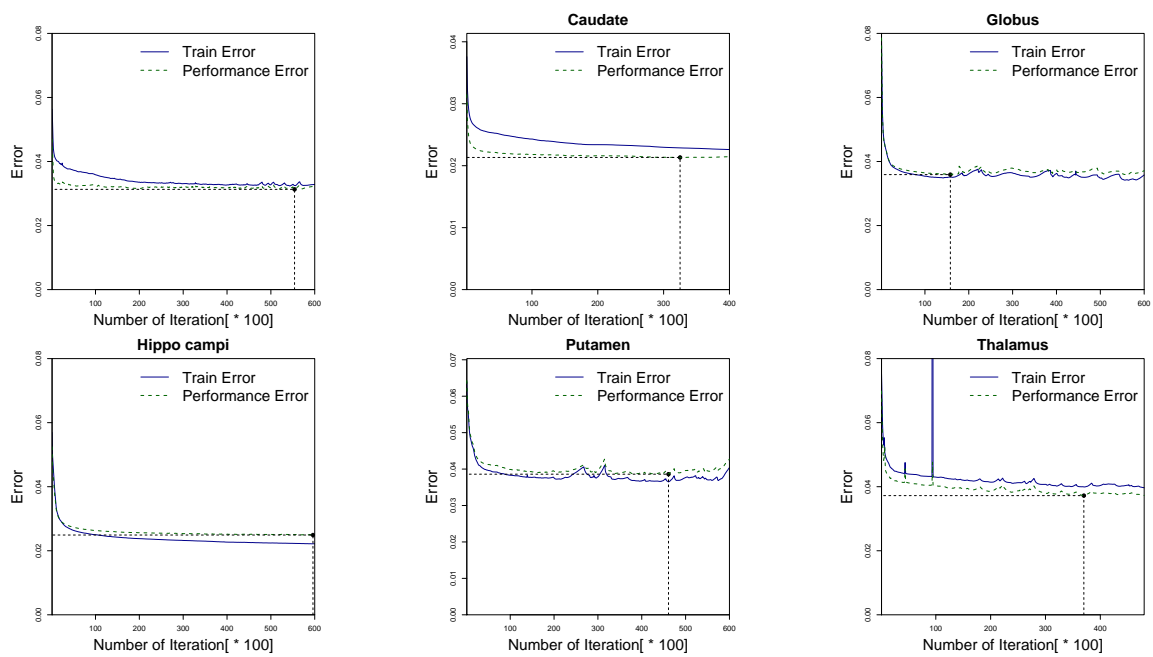 0.00 0.02 0.04 0.06 0.08
Error
Train Error
Performance Error
100 200 300 400 500 600
Number of Iteration[ * 100]
Caudate
0.00 0.01 0.02 0.03 0.04
Error
Train Error
Performance Error
100 200 300 400
Number of Iteration[ * 100]
Globus
0.00 0.02 0.04 0.06 0.08
Error
Train Error
Performance Error
100 200 300 400 500 600
Number of Iteration[ * 100]
Hippo campi
0.00 0.02 0.04 0.06 0.08
Error
Train Error
Performance Error
100 200 300 400 500 600
Number of Iteration[ * 100]
Putamen
0.00 0.01 0.02 0.03 0.04 0.05 0.06 0.07
Error
Train Error
Performance Error
100 200 300 400 500 600
Number of Iteration[ * 100]
Thalamus
0.00 0.02 0.04 0.06 0.08
Error
Train Error
Performance Error
100 200 300 400
Number of Iteration[ * 100]